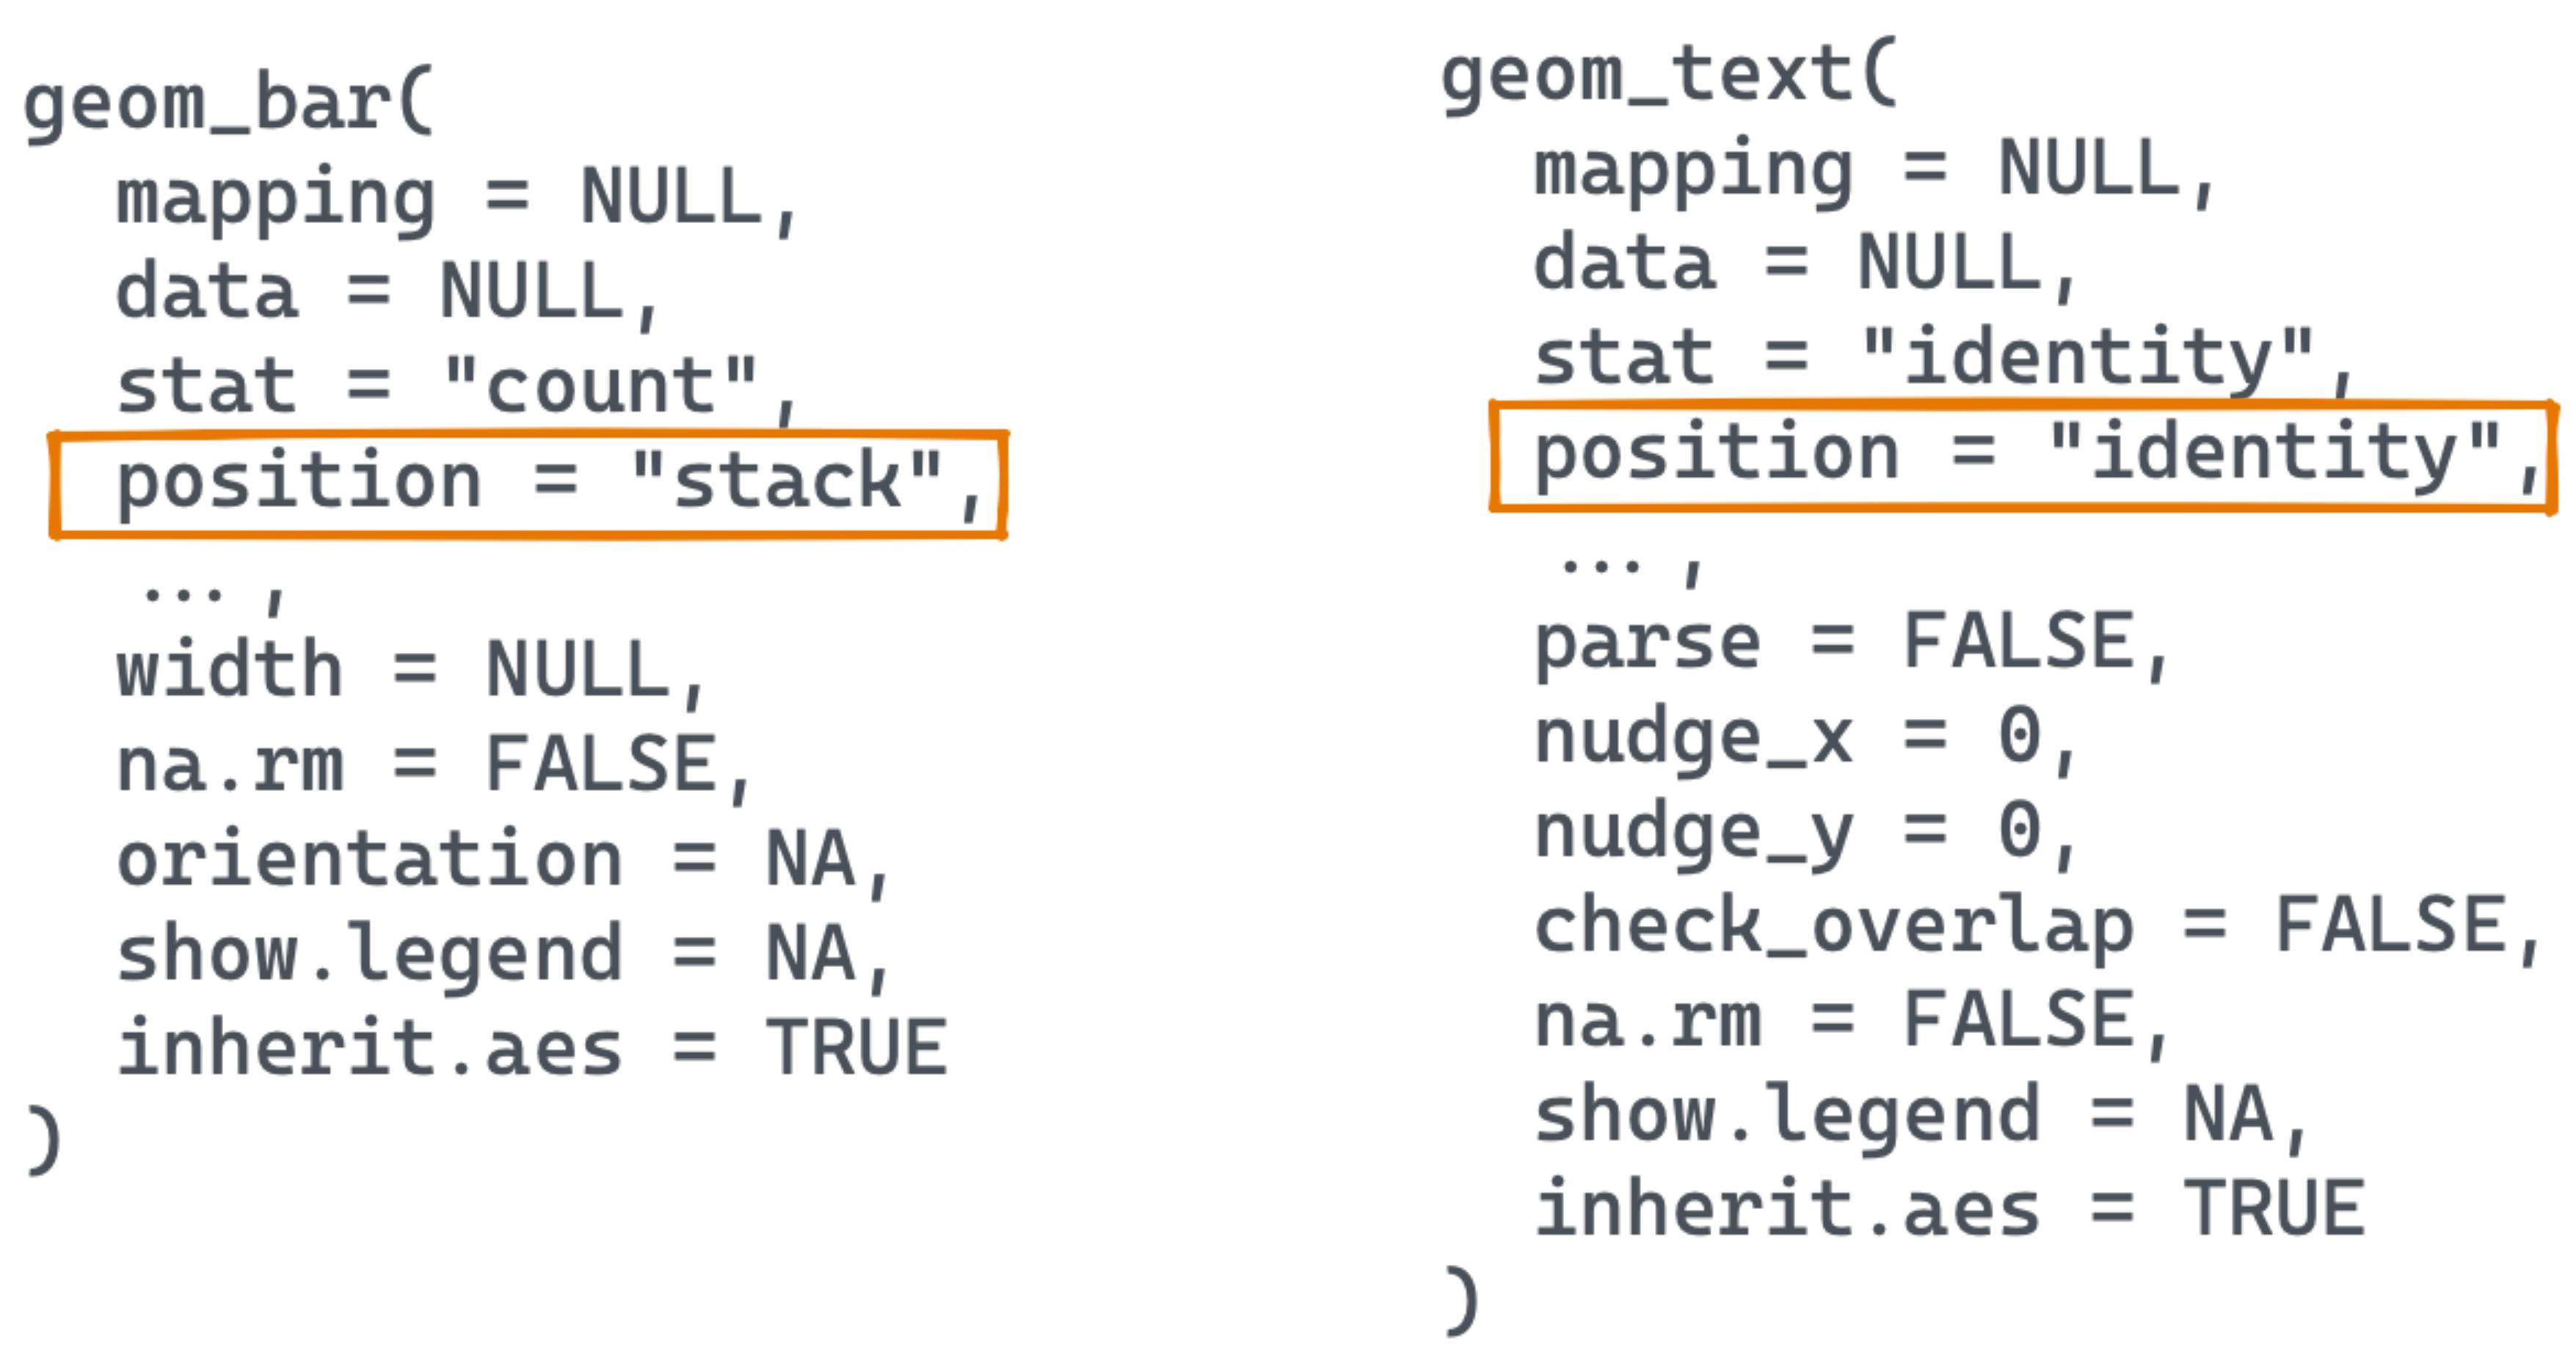 geom_bar(
  mapping = NULL,
  data = NULL,
  stat = "count",
  position = "stack",
  ... ,
  width = NULL,
  na.rm = FALSE,
  orientation = NA,
  show.legend = NA,
  inherit.aes = TRUE
)
geom_text(
  mapping = NULL,
  data = NULL,
  stat = "identity",
  position = "identity",
  ... ,
  parse = FALSE,
  nudge_x = 0,
  nudge_y = 0,
  check_overlap = FALSE,
  na.rm = FALSE,
  show.legend = NA,
  inherit.aes = TRUE
)